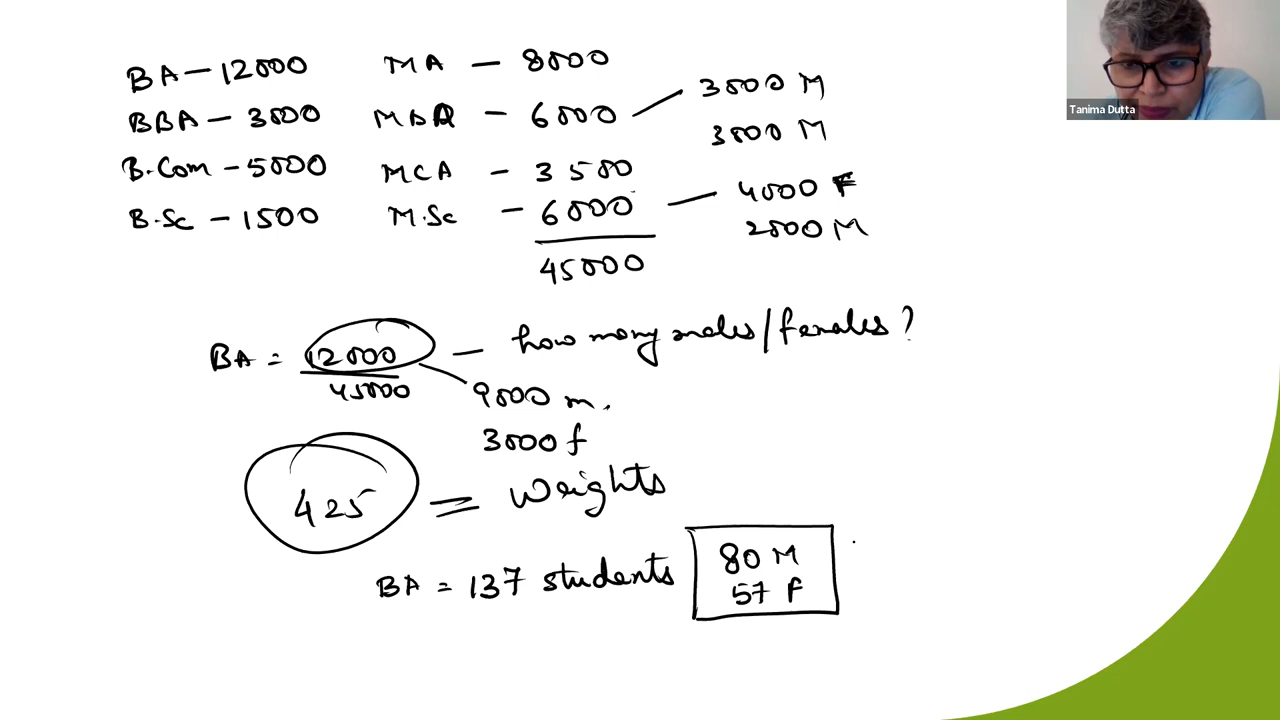 BA - 12000 MA - 8000
3000 M
BBA - 3000 MBA - 6000
3000 M
B.Com - 5000 MCA - 3500
4000 F
B.Sc - 1500 M.Sc - 6000
2000 M
45000
BA = 12000 - how many males/females?
45000
9000 m.
3000 f
425 = Weights
BA = 137 students
80 M
57 F
Tanima Dutta